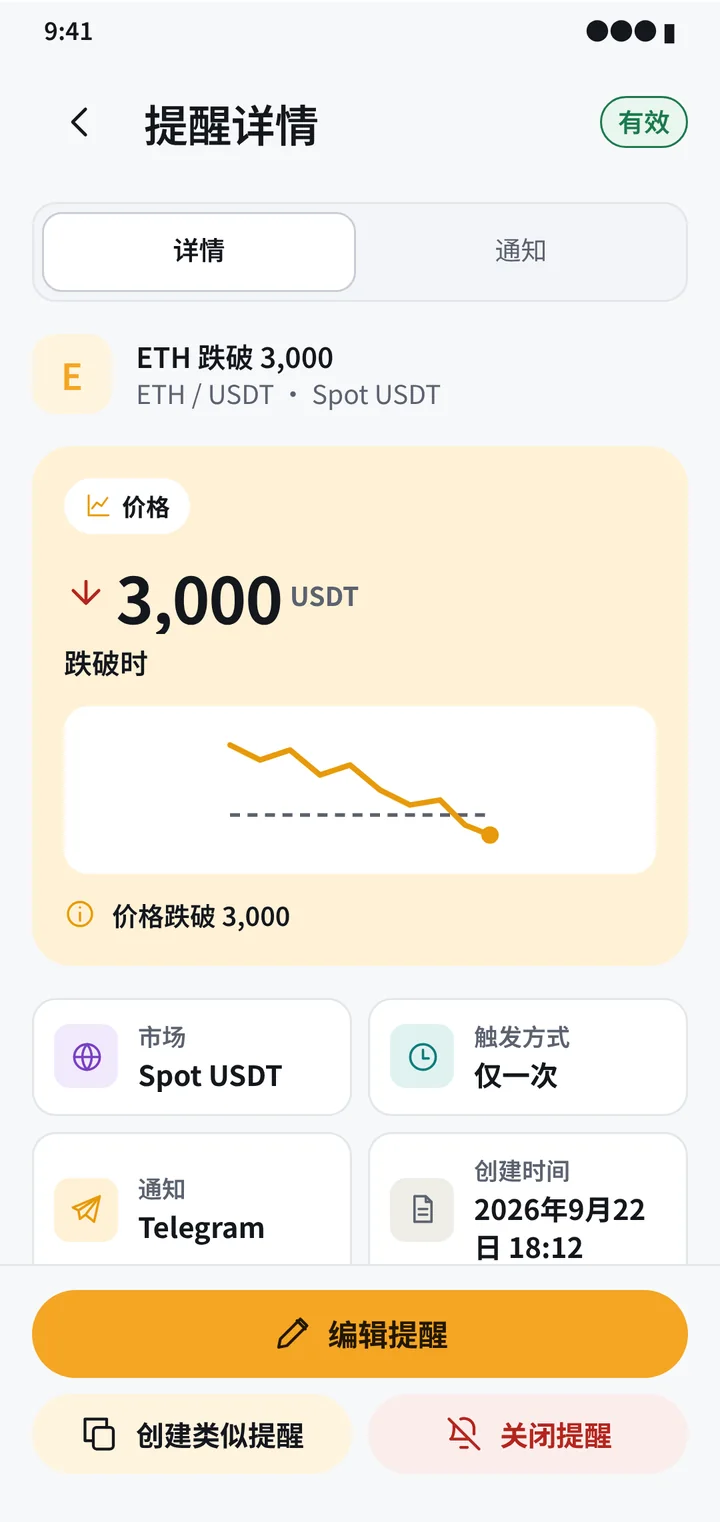 9:41
提醒详情
有效
详情
通知
E
ETH 跌破 3,000
ETH / USDT • Spot USDT
价格
3,000 USDT
跌破时
价格跌破 3,000
市场
Spot USDT
触发方式
仅一次
通知
Telegram
创建时间
2026年9月22
日 18:12
编辑提醒
创建类似提醒
关闭提醒